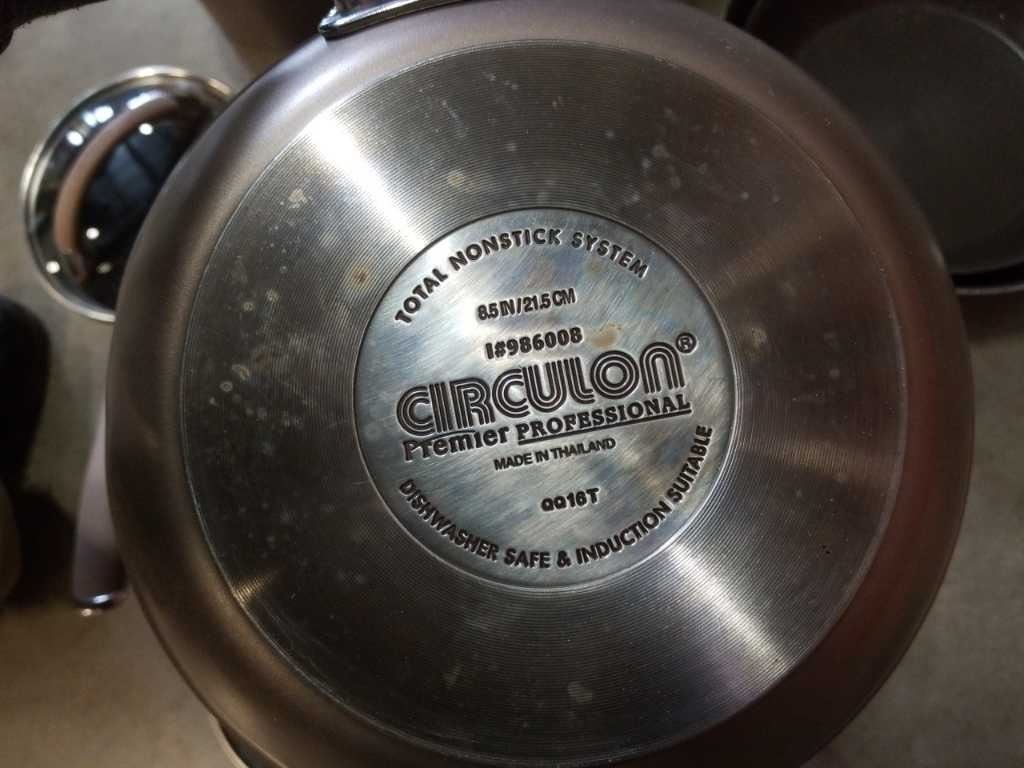 TOTAL NONSTICK SYSTEM
8.5 IN/21.5 CM
I#986008
CIRCULON®
Premier PROFESSIONAL
MADE IN THAILAND
QQ16T
DISHWASHER SAFE & INDUCTION SUITABLE